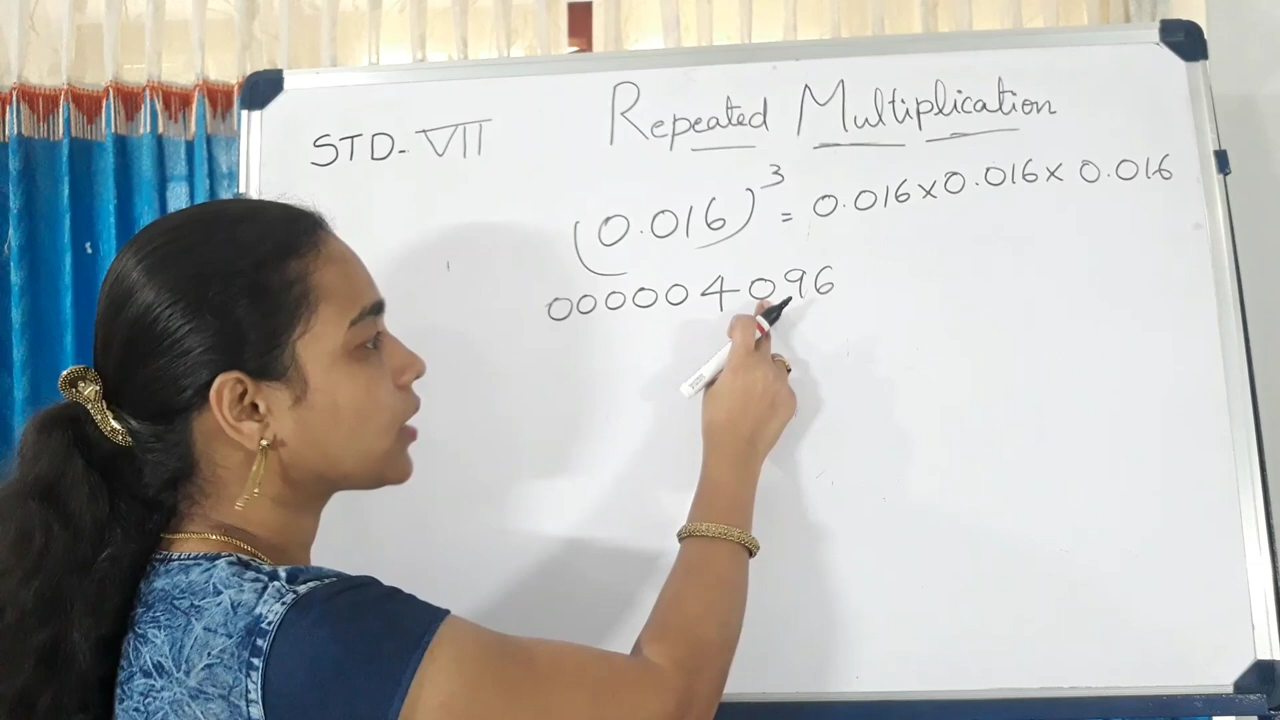 Repeated Multiplication
STD- VII
(0.016)³ = 0.016 x 0.016 x 0.016
000004096